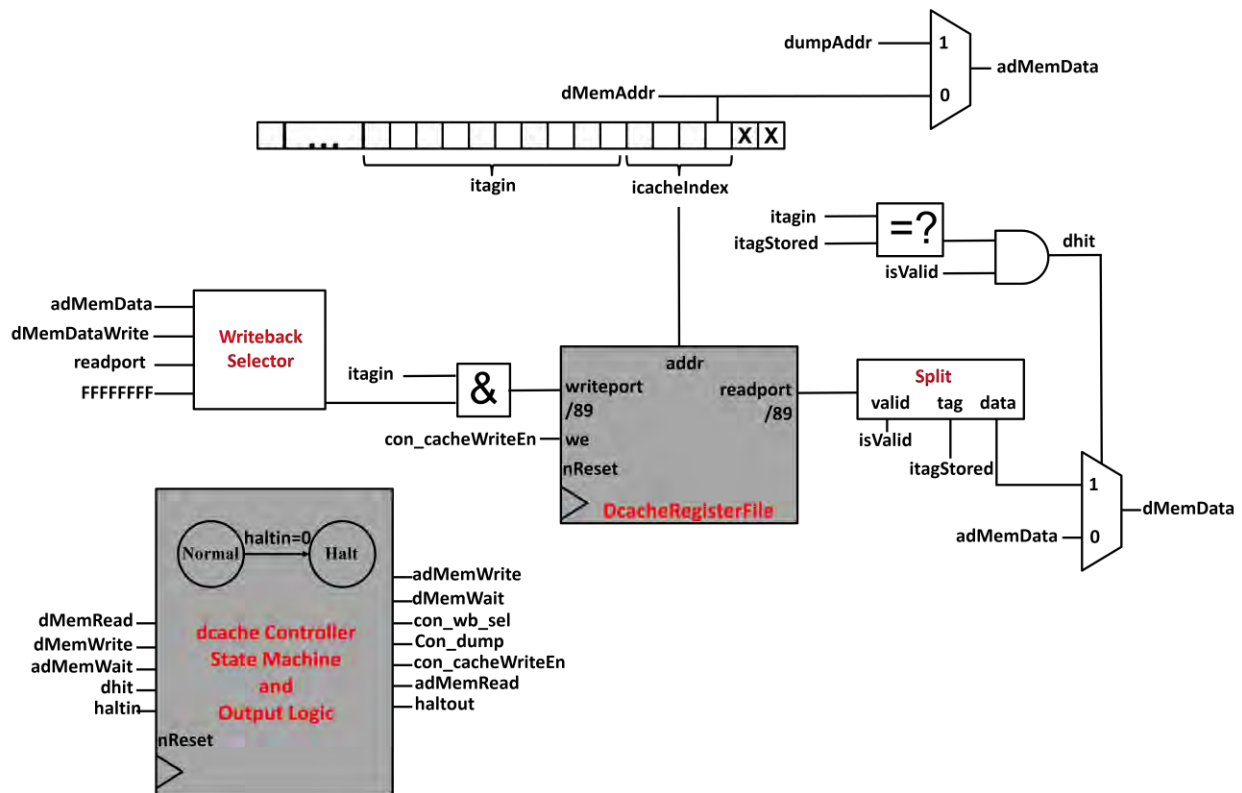 dumpAddr
1
adMemData
dMemAddr
0
...
X X
itagin
icacheIndex
itagin
itagStored
=?
isValid
dhit
adMemData
dMemDataWrite
readport
FFFFFFFF
Writeback
Selector
itagin
&
con_cacheWriteEn
addr
writeport
/89
readport
/89
we
nReset
DcacheRegisterFile
Split
valid tag data
isValid
itagStored
1
adMemData
0
dMemData
Normal
haltin=0
Halt
dMemRead
dMemWrite
adMemWait
dhit
haltin
nReset
dcache Controller
State Machine
and
Output Logic
adMemWrite
dMemWait
con_wb_sel
Con_dump
con_cacheWriteEn
adMemRead
haltout